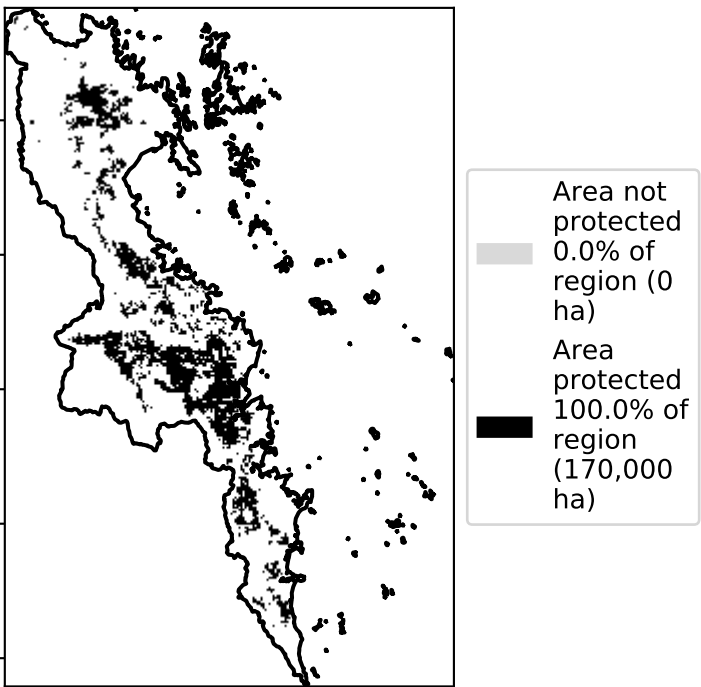 Area not
protected
0.0% of
region (0
ha)
Area
protected
100.0% of
region
(170,000
ha)